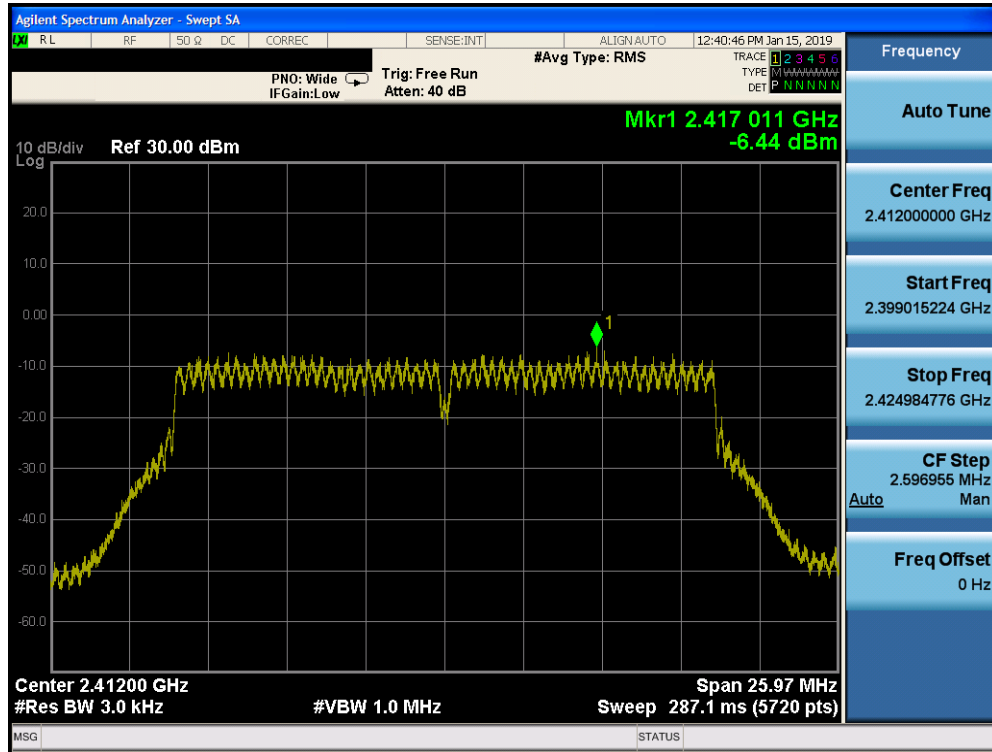 Agilent Spectrum Analyzer - Swept SA
LXI RL RF 50 Ω DC CORREC SENSE:INT ALIGN AUTO 12:40:46 PM Jan 15, 2019
#Avg Type: RMS TRACE 1 2 3 4 5 6
PNO: Wide Trig: Free Run TYPE M WWWWW
IFGain:Low Atten: 40 dB DET P N N N N N
Mkr1 2.417 011 GHz
-6.44 dBm
10 dB/div Ref 30.00 dBm
Log
20.0
10.0
0.00
1
-10.0
-20.0
-30.0
-40.0
-50.0
-60.0
Center 2.41200 GHz Span 25.97 MHz
#Res BW 3.0 kHz #VBW 1.0 MHz Sweep 287.1 ms (5720 pts)
MSG STATUS
Frequency
Auto Tune
Center Freq
2.412000000 GHz
Start Freq
2.399015224 GHz
Stop Freq
2.424984776 GHz
CF Step
2.596955 MHz
Auto Man
Freq Offset
0 Hz